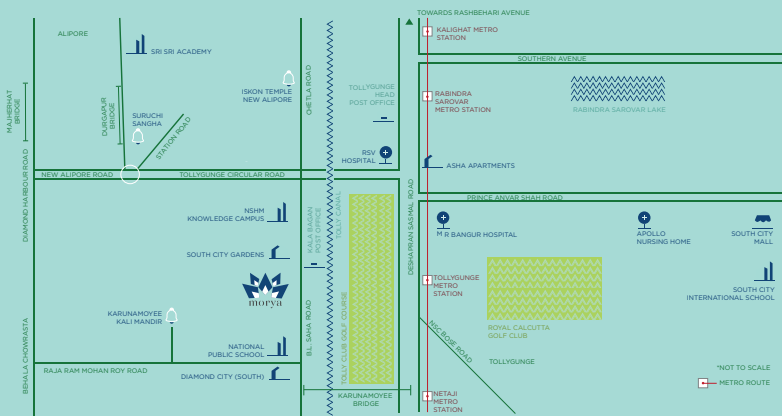 TOWARDS RASHBEHARI AVENUE
KALIGHAT METRO
STATION
ALIPORE
SRI SRI ACADEMY
SOUTHERN AVENUE
ISKON TEMPLE
NEW ALIPORE
CHETLA ROAD
TOLLYGUNGE
HEAD
POST OFFICE
RABINDRA
SAROVAR
METRO STATION
RABINDRA SAROVAR LAKE
MAJHERHAT
BRIDGE
DURGAPUR
BRIDGE
SURUCHI
SANGHA
STATION ROAD
RSV
HOSPITAL
ASHA APARTMENTS
NEW ALIPORE ROAD
TOLLYGUNGE CIRCULAR ROAD
DIAMOND HARBOUR ROAD
PRINCE ANVAR SHAH ROAD
NSHM
KNOWLEDGE CAMPUS
KALA BAGAN
POST OFFICE
TOLLY CANAL
DESHAPRAN SASMAL ROAD
M R BANGUR HOSPITAL
APOLLO
NURSING HOME
SOUTH CITY
MALL
SOUTH CITY GARDENS
morya
TOLLYGUNGE
METRO
STATION
SOUTH CITY
INTERNATIONAL SCHOOL
KARUNAMOYEE
KALI MANDIR
B.L. SAHA ROAD
TOLLY CLUB GOLF COURSE
ROYAL CALCUTTA
GOLF CLUB
NSC BOSE ROAD
BEHALA CHOWRASTA
NATIONAL
PUBLIC SCHOOL
TOLLYGUNGE
RAJA RAM MOHAN ROY ROAD
DIAMOND CITY (SOUTH)
*NOT TO SCALE
METRO ROUTE
KARUNAMOYEE
BRIDGE
NETAJI
METRO
STATION